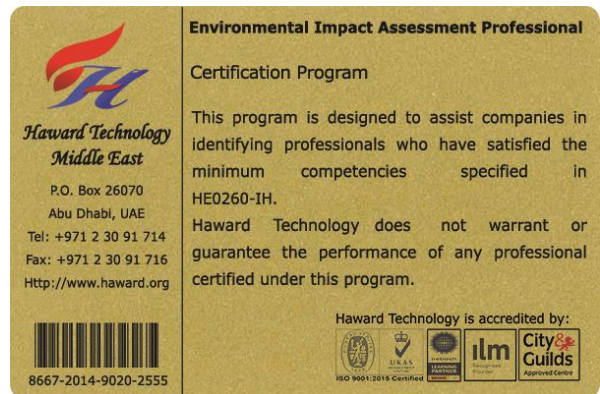 Haward Technology
Middle East
P.O. Box 26070
Abu Dhabi, UAE
Tel: +971 2 30 91 714
Fax: +971 2 30 91 716
Http://www.haward.org
8667-2014-9020-2555
Environmental Impact Assessment Professional
Certification Program
This program is designed to assist companies in
identifying professionals who have satisfied the
minimum competencies specified in
HE0260-IH.
Haward Technology does not warrant or
guarantee the performance of any professional
certified under this program.
Haward Technology is accredited by:
UKAS
ISO 9001:2015 Certified
LEARNING
PARTNER
ilm
Recognised
Provider
City&
Guilds
Approved Centre